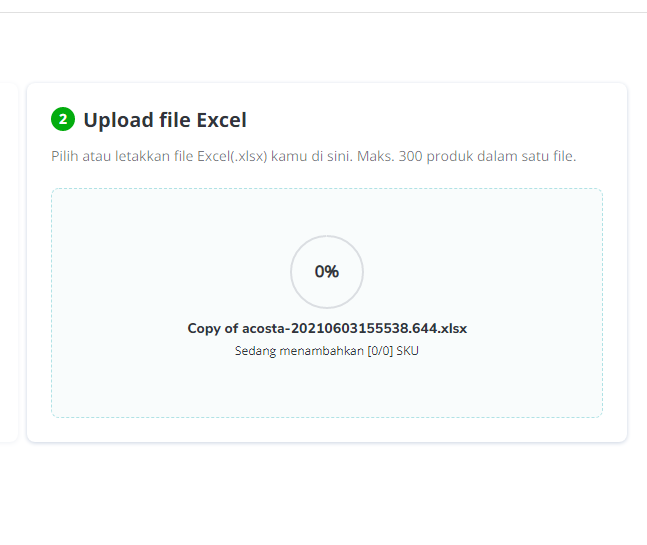 2 Upload file Excel
Pilih atau letakkan file Excel(.xlsx) kamu di sini. Maks. 300 produk dalam satu file.
0%
Copy of acosta-20210603155538.644.xlsx
Sedang menambahkan [0/0] SKU